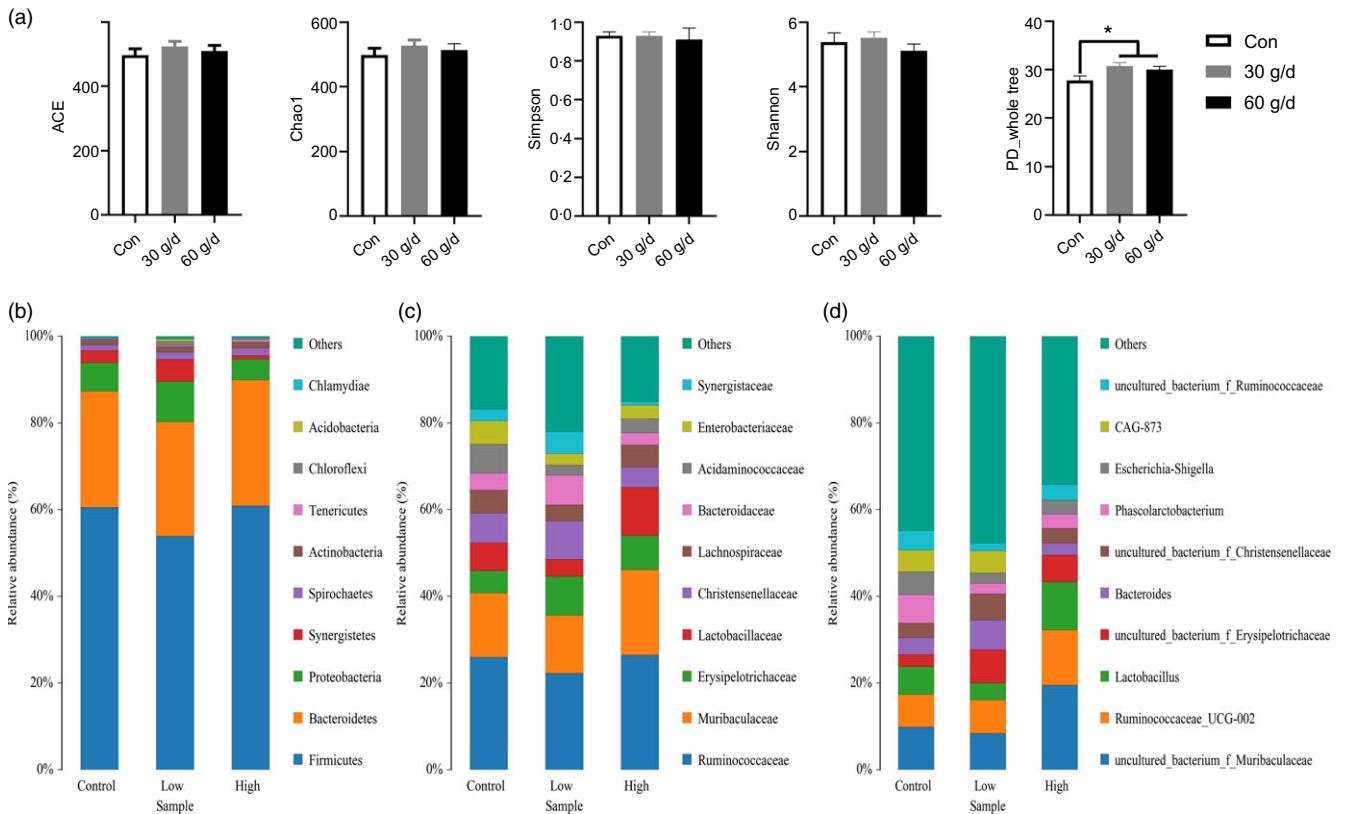 (a)
ACE
400
200
0
Con
30 g/d
60 g/d
Chao1
600
400
200
0
Con
30 g/d
60 g/d
Simpson
1·0
0·8
0·6
0·4
0·2
0·0
Con
30 g/d
60 g/d
Shannon
6
4
2
0
Con
30 g/d
60 g/d
PD_whole tree
40
30
20
10
0
*
Con
30 g/d
60 g/d
Con
30 g/d
60 g/d
(b)
Relative abundance (%)
100%
80%
60%
40%
20%
0%
Control
Low
High
Sample
Others
Chlamydiae
Acidobacteria
Chloroflexi
Tenericutes
Actinobacteria
Spirochaetes
Synergistetes
Proteobacteria
Bacteroidetes
Firmicutes
(c)
Relative abundance (%)
100%
80%
60%
40%
20%
0%
Control
Low
High
Sample
Others
Synergistaceae
Enterobacteriaceae
Acidaminococcaceae
Bacteroidaceae
Lachnospiraceae
Christensenellaceae
Lactobacillaceae
Erysipelotrichaceae
Muribaculaceae
Ruminococcaceae
(d)
Relative abundance (%)
100%
80%
60%
40%
20%
0%
Control
Low
High
Sample
Others
uncultured_bacterium_f_Ruminococcaceae
CAG-873
Escherichia-Shigella
Phascolarctobacterium
uncultured_bacterium_f_Christensenellaceae
Bacteroides
uncultured_bacterium_f_Erysipelotrichaceae
Lactobacillus
Ruminococcaceae_UCG-002
uncultured_bacterium_f_Muribaculaceae